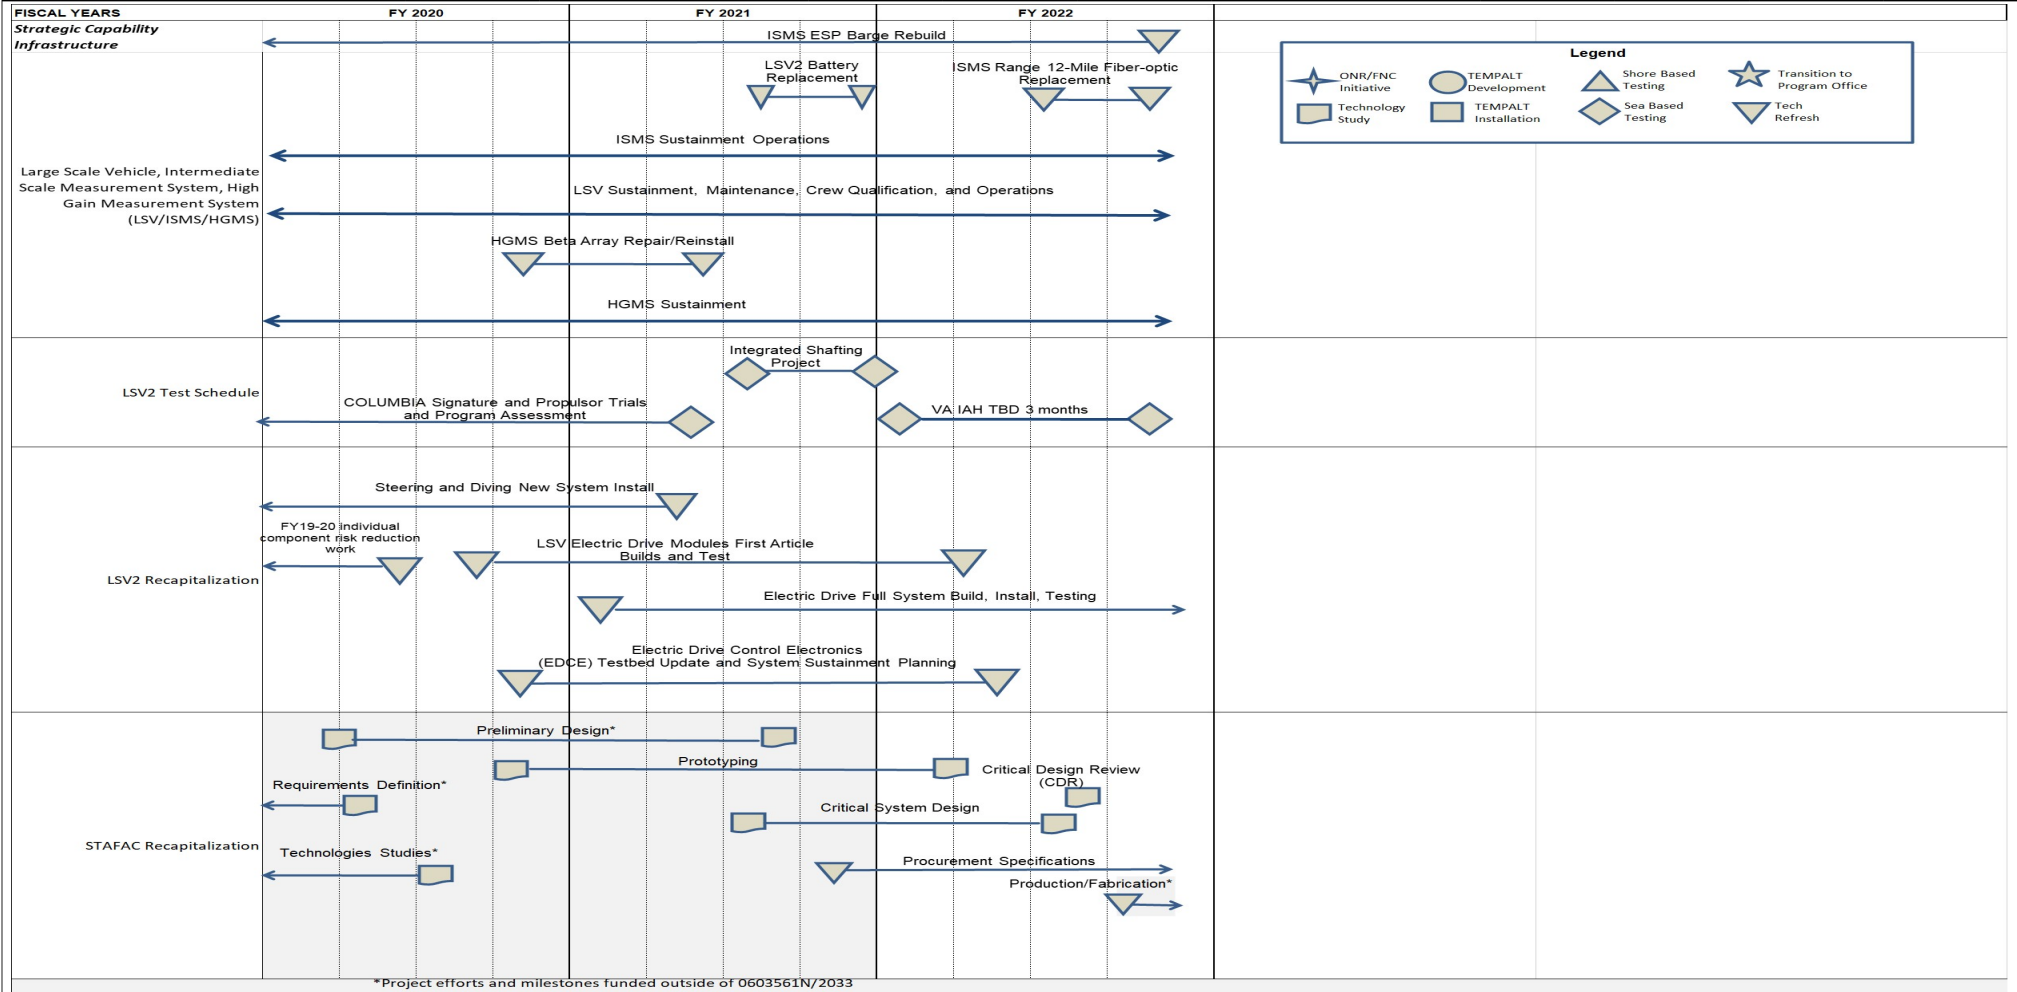 FISCAL YEARS
FY 2020
FY 2021
FY 2022
Strategic Capability
Infrastructure
ISMS ESP Barge Rebuild
LSV2 Battery
Replacement
ISMS Range 12-Mile Fiber-optic
Replacement
Legend
ONR/FNC
Initiative
TEMPALT
Development
Shore Based
Testing
Transition to
Program Office
Technology
Study
TEMPALT
Installation
Sea Based
Testing
Tech
Refresh
ISMS Sustainment Operations
Large Scale Vehicle, Intermediate
Scale Measurement System, High
Gain Measurement System
(LSV/ISMS/HGMS)
LSV Sustainment, Maintenance, Crew Qualification, and Operations
HGMS Beta Array Repair/Reinstall
HGMS Sustainment
LSV2 Test Schedule
Integrated Shafting
Project
COLUMBIA Signature and Propulsor Trials
and Program Assessment
VA IAH TBD 3 months
LSV2 Recapitalization
Steering and Diving New System Install
FY19-20 individual
component risk reduction
work
LSV Electric Drive Modules First Article
Builds and Test
Electric Drive Full System Build, Install, Testing
Electric Drive Control Electronics
(EDCE) Testbed Update and System Sustainment Planning
STAFAC Recapitalization
Preliminary Design*
Prototyping
Critical Design Review
(CDR)
Requirements Definition*
Critical System Design
Technologies Studies*
Procurement Specifications
Production/Fabrication*
*Project efforts and milestones funded outside of 0603561N/2033